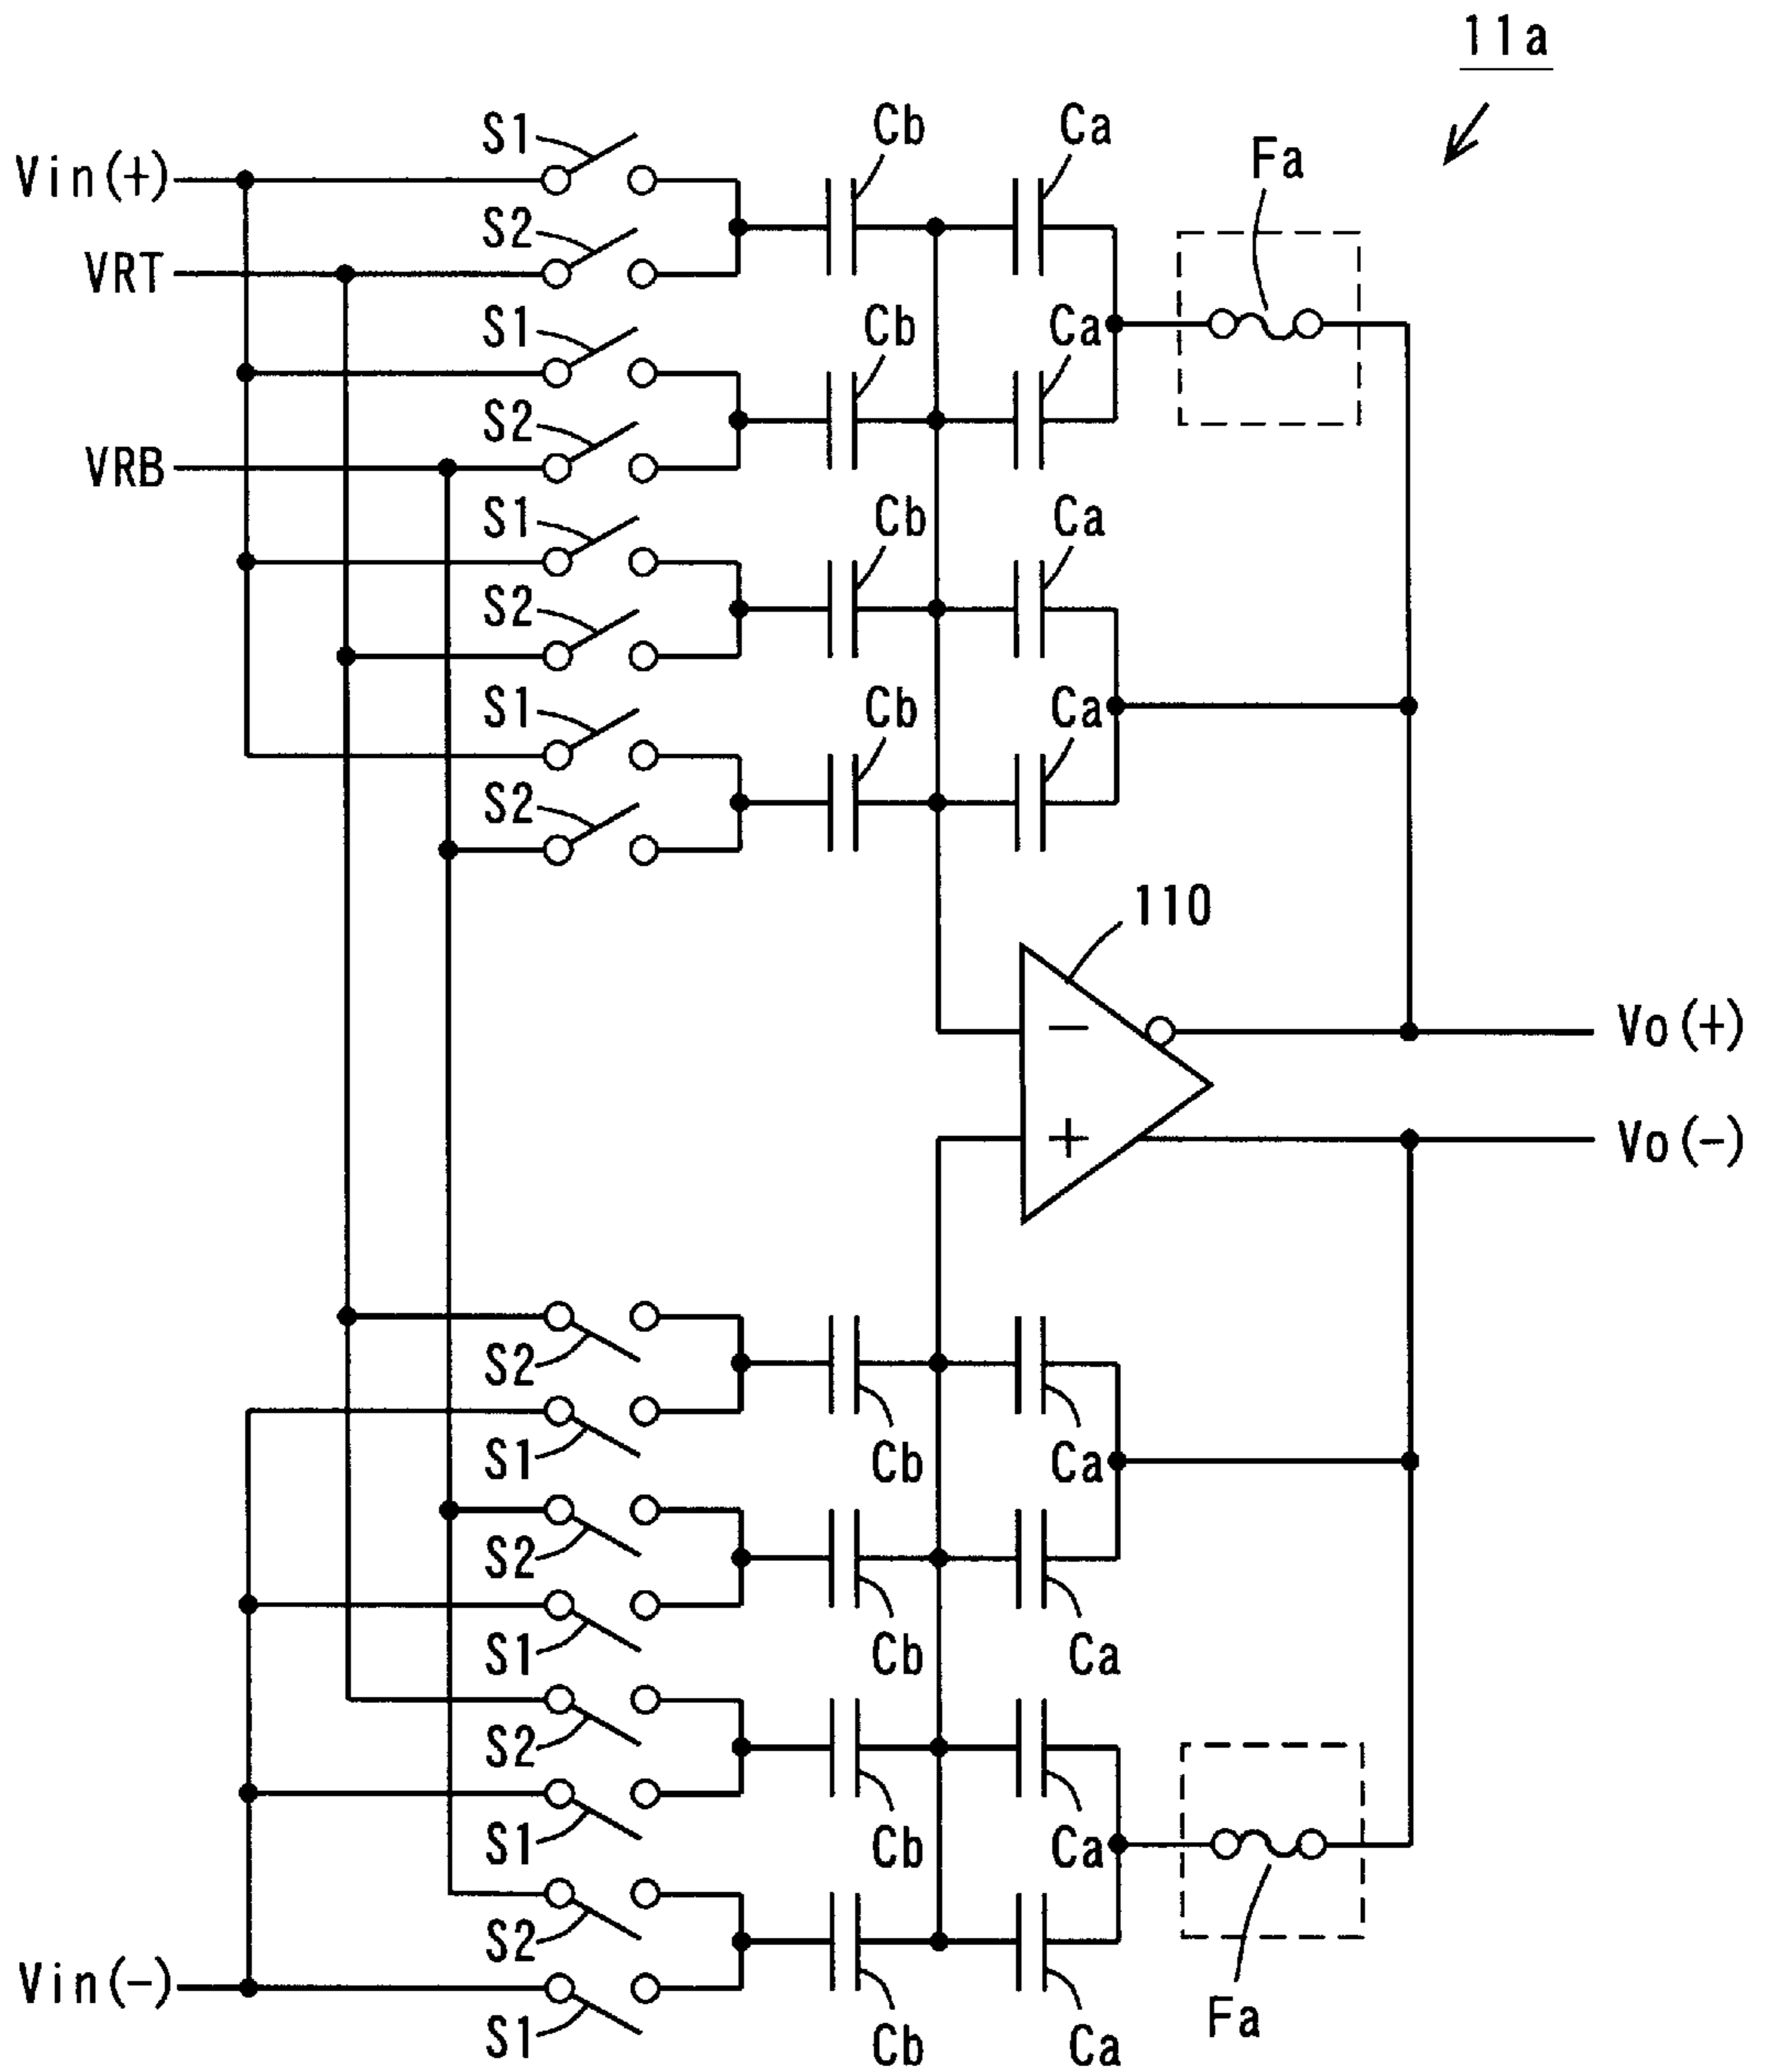 11a
S1 Cb Ca
Vin(+) Fa
S2
VRT
S1 Cb Ca
S2
VRB
S1 Cb Ca
S2
S1 Cb Ca
S2
110
−
Vo(+)
+
Vo(−)
S2
S1 Cb Ca
S2
S1 Cb Ca
S2
S1 Cb Ca
S2
Vin(−)
S1 Cb Ca
Fa